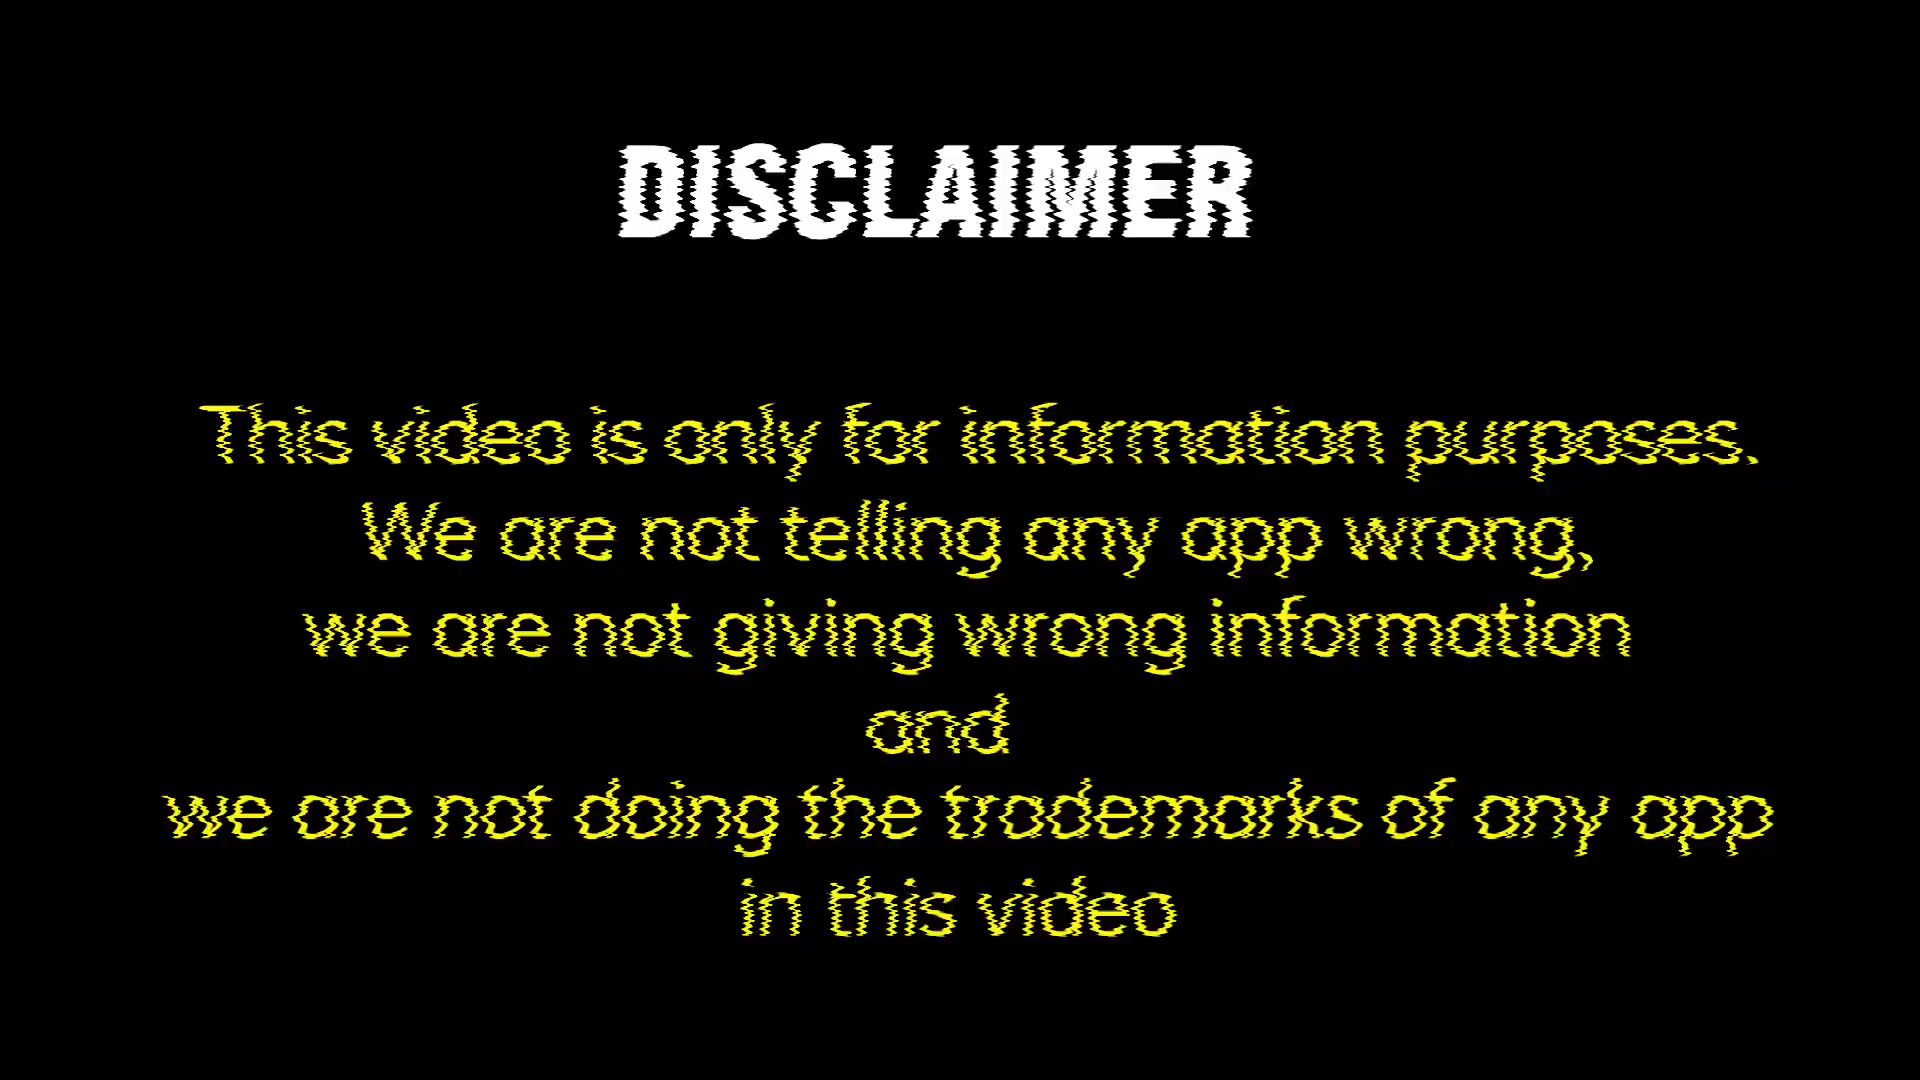 DISCLAIMER
This video is only for information purposes.
We are not telling any app wrong,
we are not giving wrong information
and
we are not doing the trademarks of any app
in this video